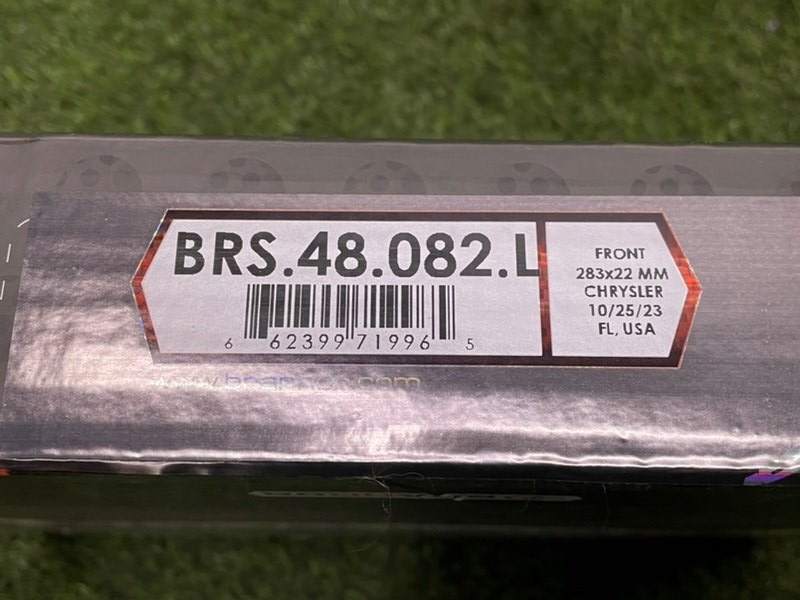 BRS.48.082.L
6 62399 71996 5
FRONT
283x22 MM
CHRYSLER
10/25/23
FL, USA